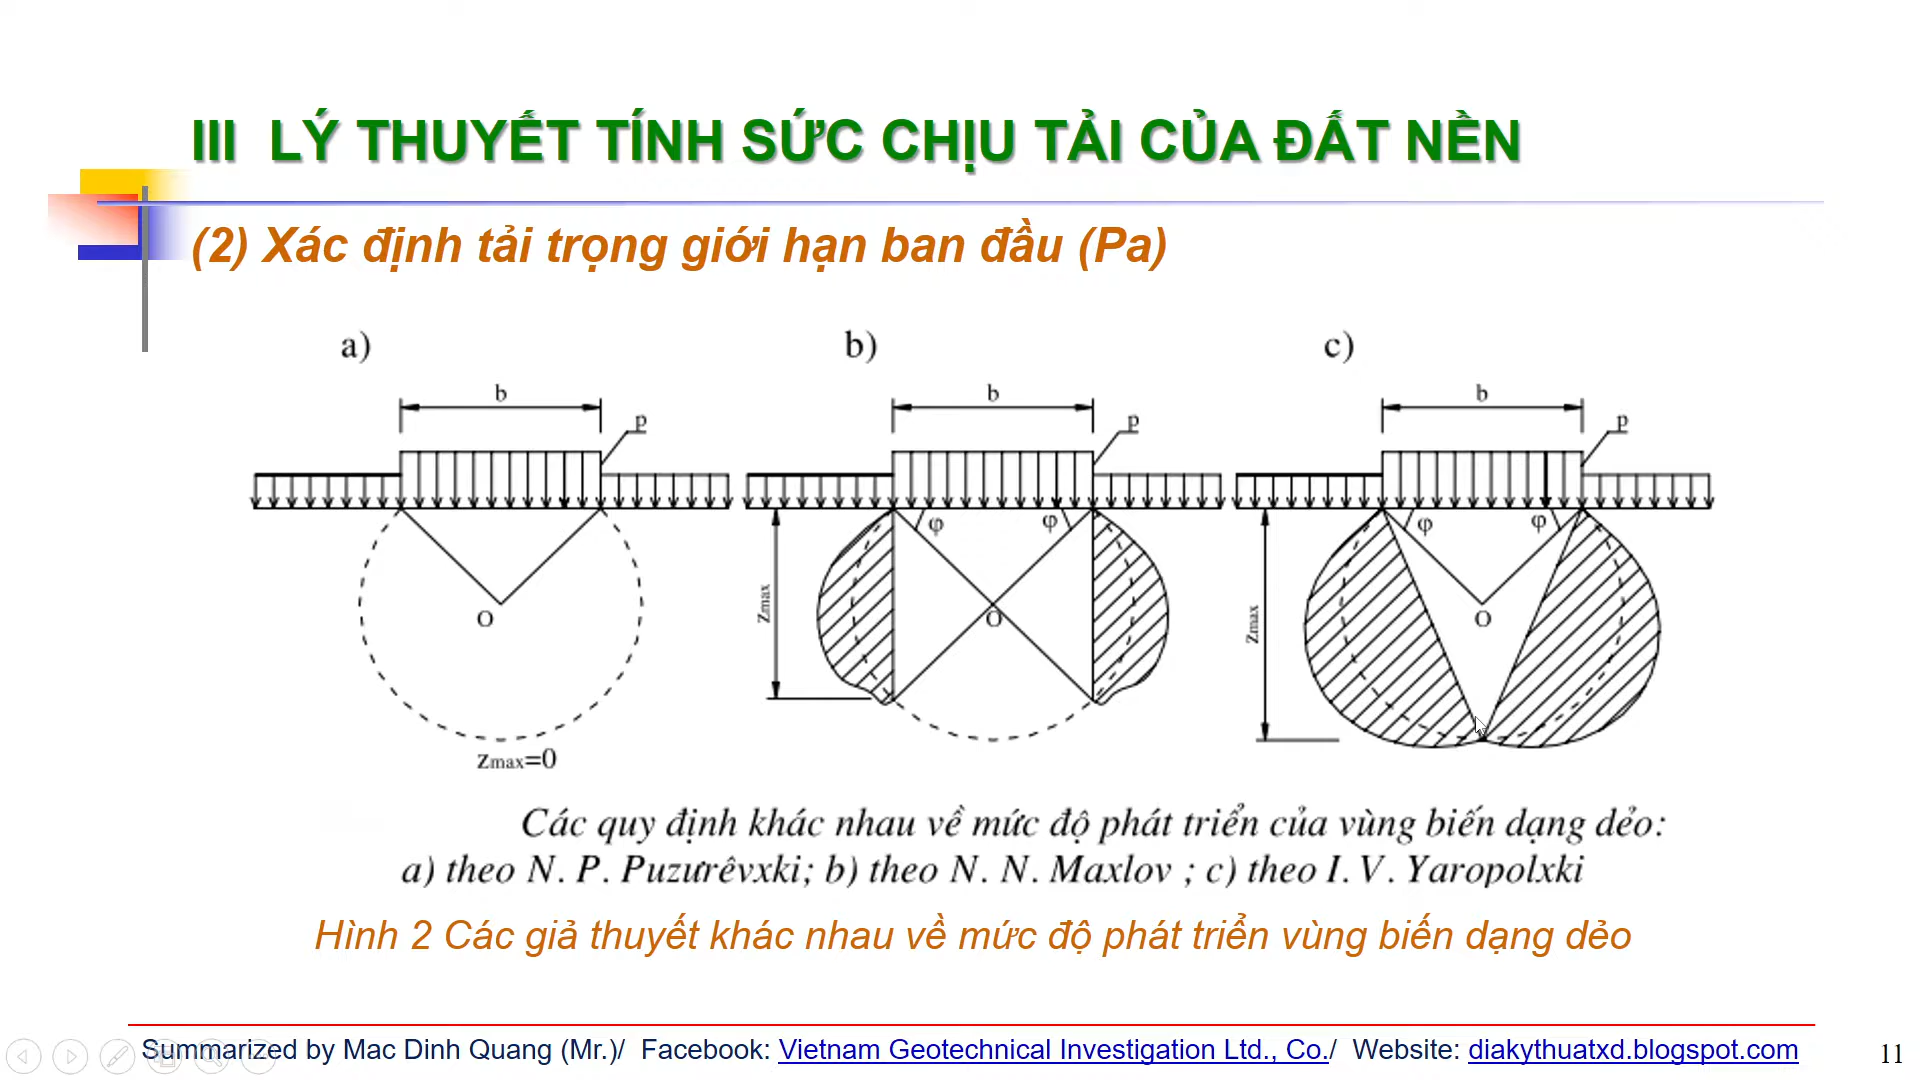 III LÝ THUYẾT TÍNH SỨC CHỊU TẢI CỦA ĐẤT NỀN
(2) Xác định tải trọng giới hạn ban đầu (Pa)
a)
b)
c)
b
b
b
p
p
p
φ
φ
φ
φ
zmax
zmax
O
O
O
zmax=0
Các quy định khác nhau về mức độ phát triển của vùng biến dạng dẻo:
a) theo N. P. Puzưrêvxki; b) theo N. N. Maxlov ; c) theo I. V. Yaropolxki
Hình 2 Các giả thuyết khác nhau về mức độ phát triển vùng biến dạng dẻo
Summarized by Mac Dinh Quang (Mr.)/ Facebook: Vietnam Geotechnical Investigation Ltd., Co./ Website: diakythuatxd.blogspot.com
11